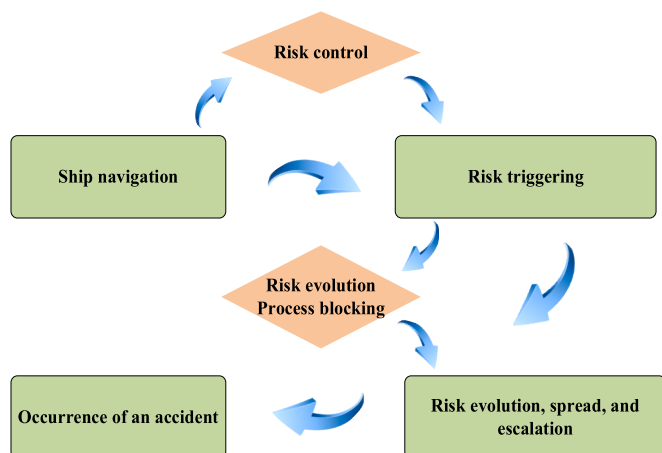 Risk control
Ship navigation
Risk triggering
Risk evolution
Process blocking
Occurrence of an accident
Risk evolution, spread, and
escalation